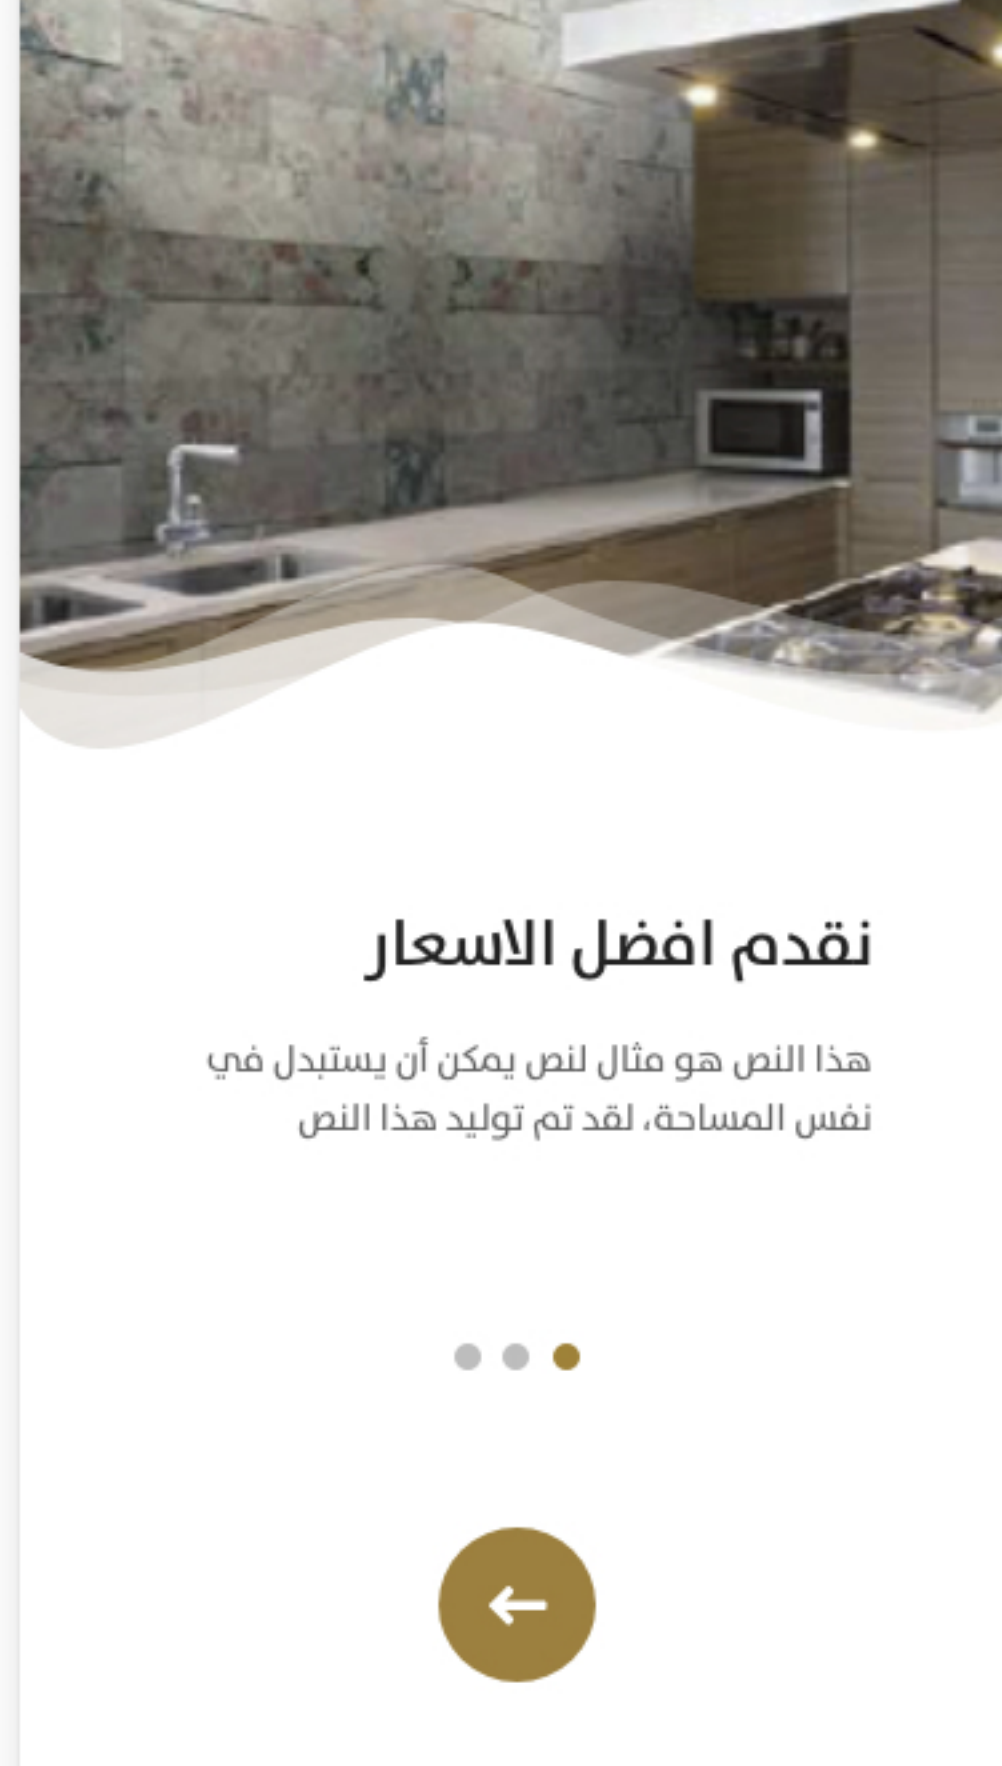 نقدم افضل الاسعار
هذا النص هو مثال لنص يمكن أن يستبدل في
نفس المساحة، لقد تم توليد هذا النص